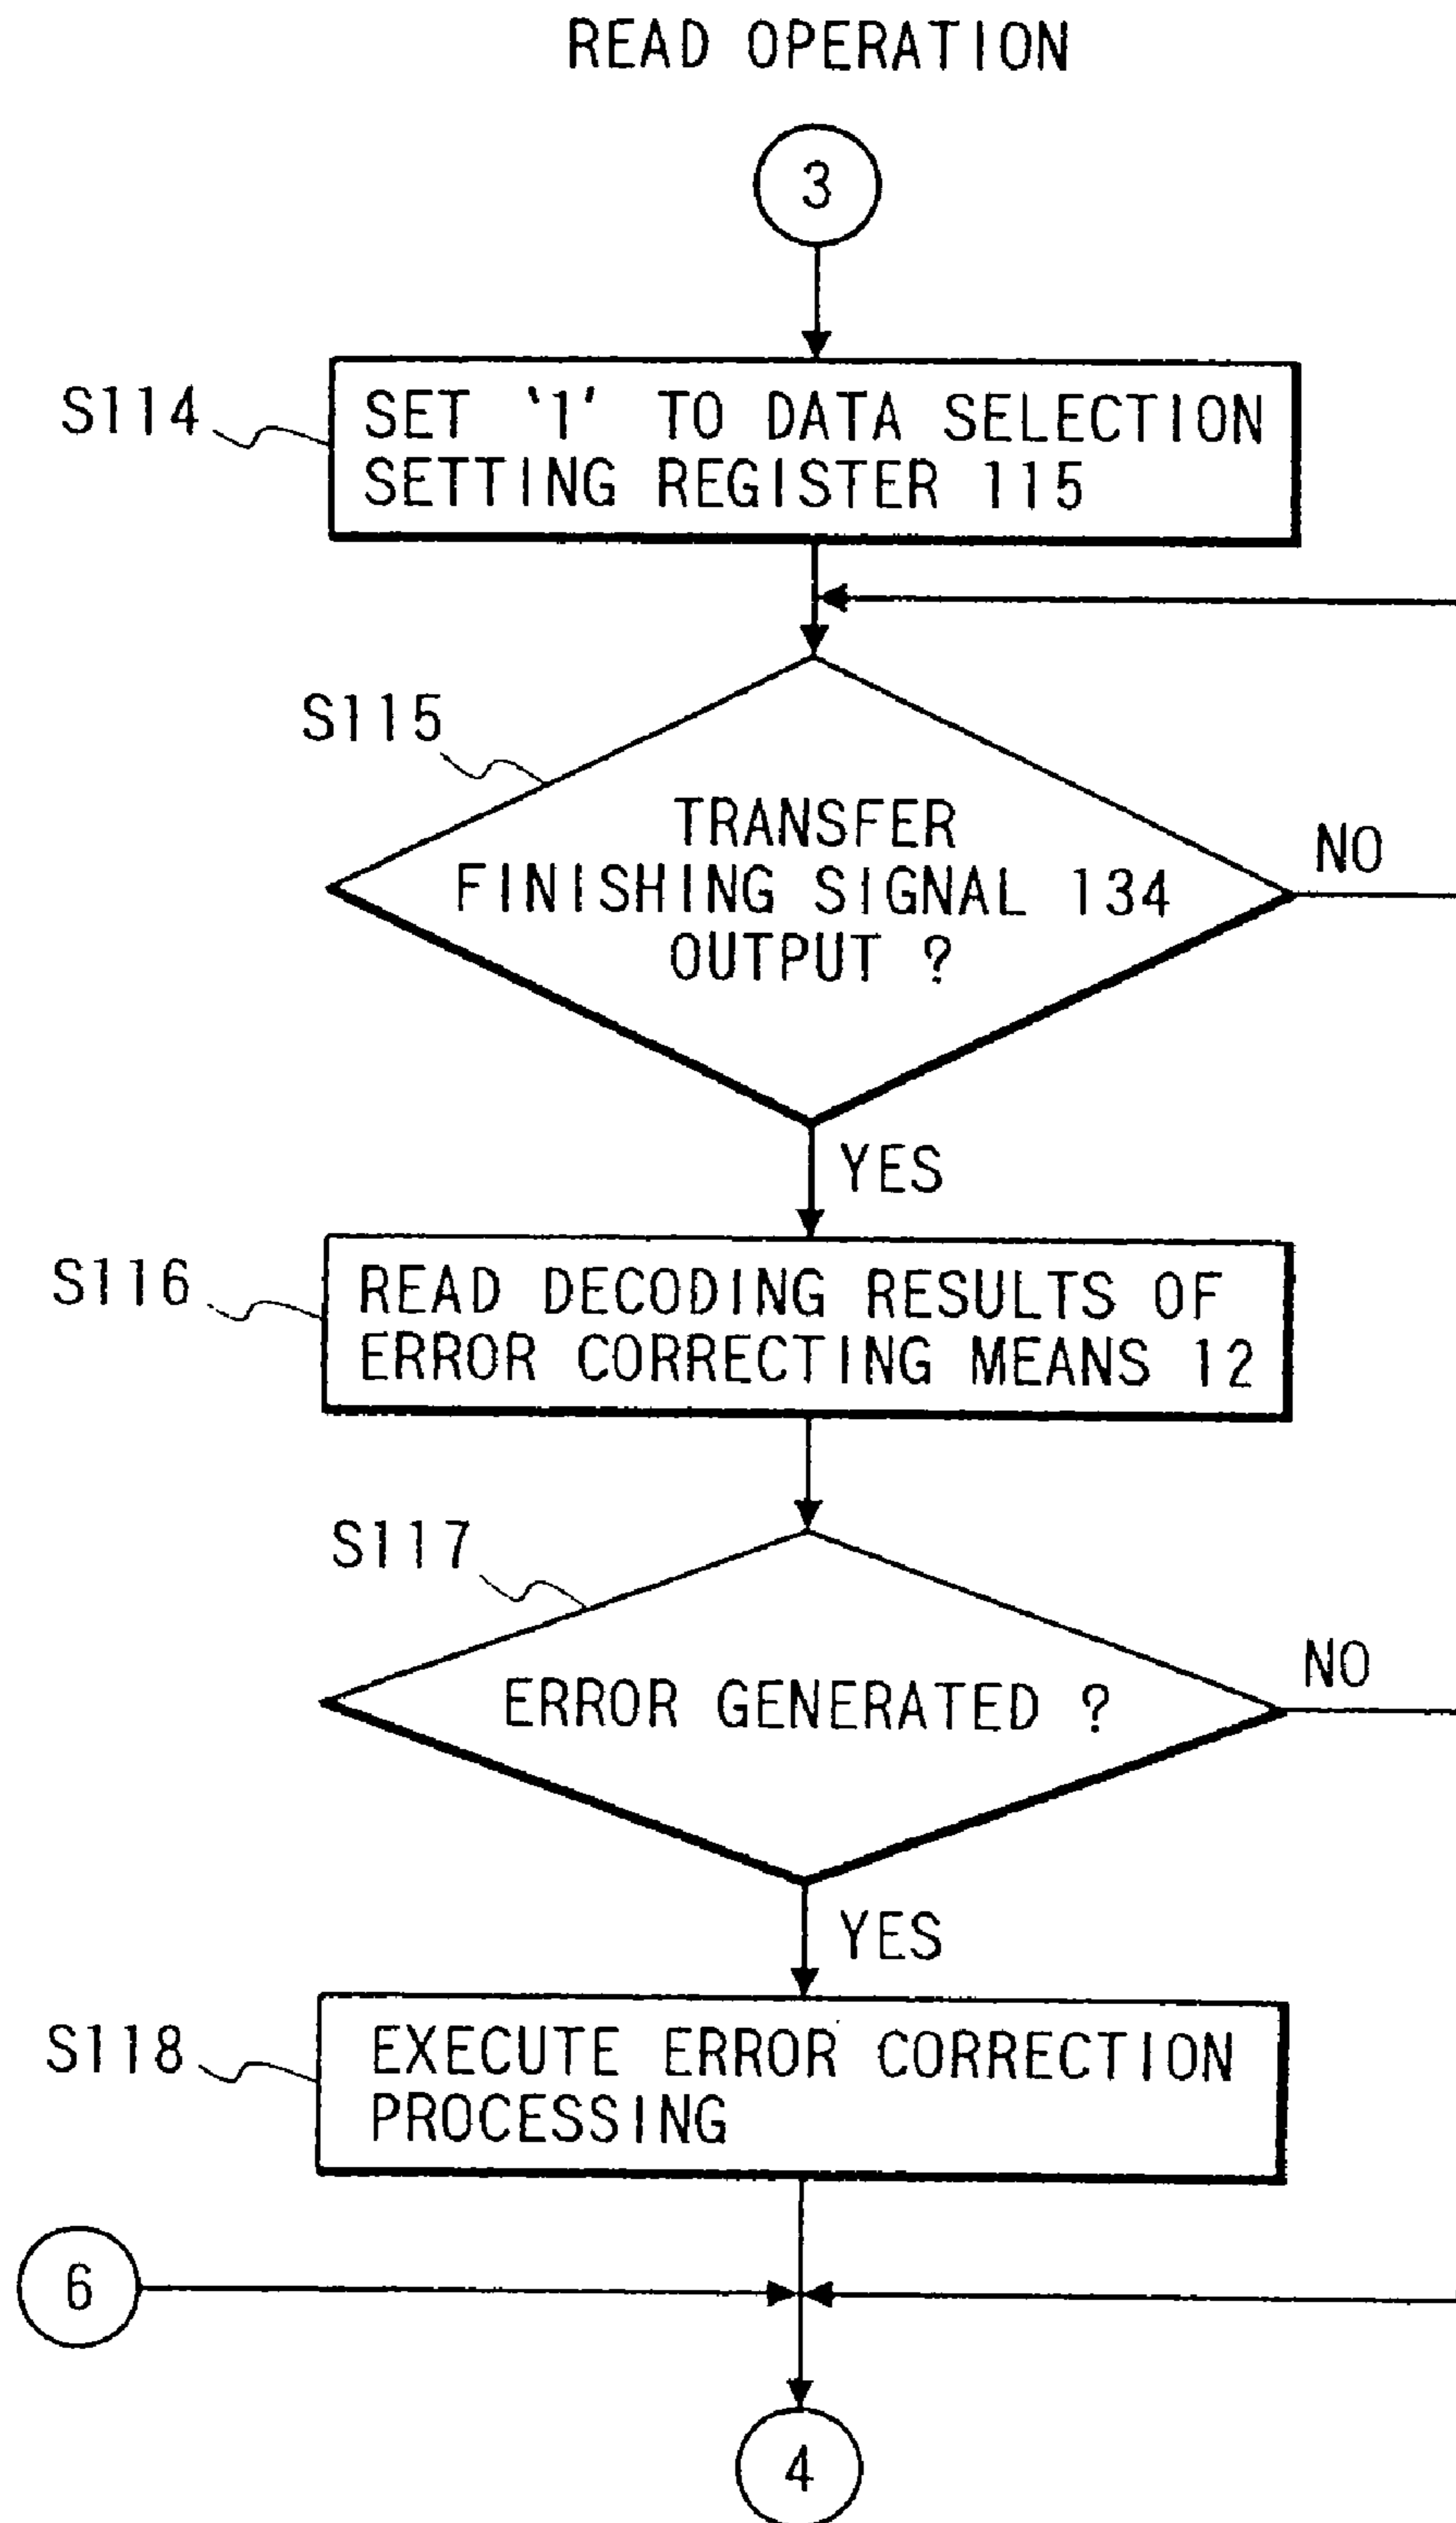 READ OPERATION
3
S114
SET '1' TO DATA SELECTION
SETTING REGISTER 115
S115
TRANSFER
FINISHING SIGNAL 134
OUTPUT ?
NO
YES
S116
READ DECODING RESULTS OF
ERROR CORRECTING MEANS 12
S117
ERROR GENERATED ?
NO
YES
S118
EXECUTE ERROR CORRECTION
PROCESSING
6
4